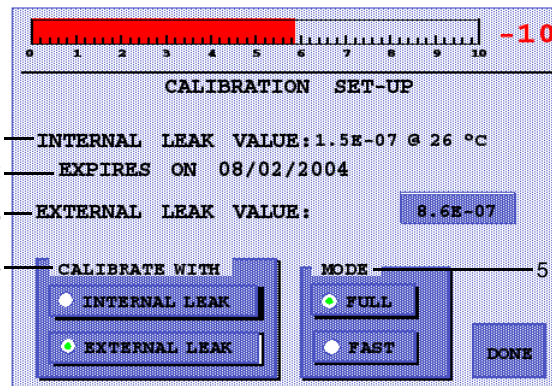 0 1 2 3 4 5 6 7 8 9 10 -10
CALIBRATION SET-UP
INTERNAL LEAK VALUE: 1.5E-07 @ 26 ºC
EXPIRES ON 08/02/2004
EXTERNAL LEAK VALUE: 8.6E-07
CALIBRATE WITH
INTERNAL LEAK
EXTERNAL LEAK
MODE 5
FULL
FAST
DONE